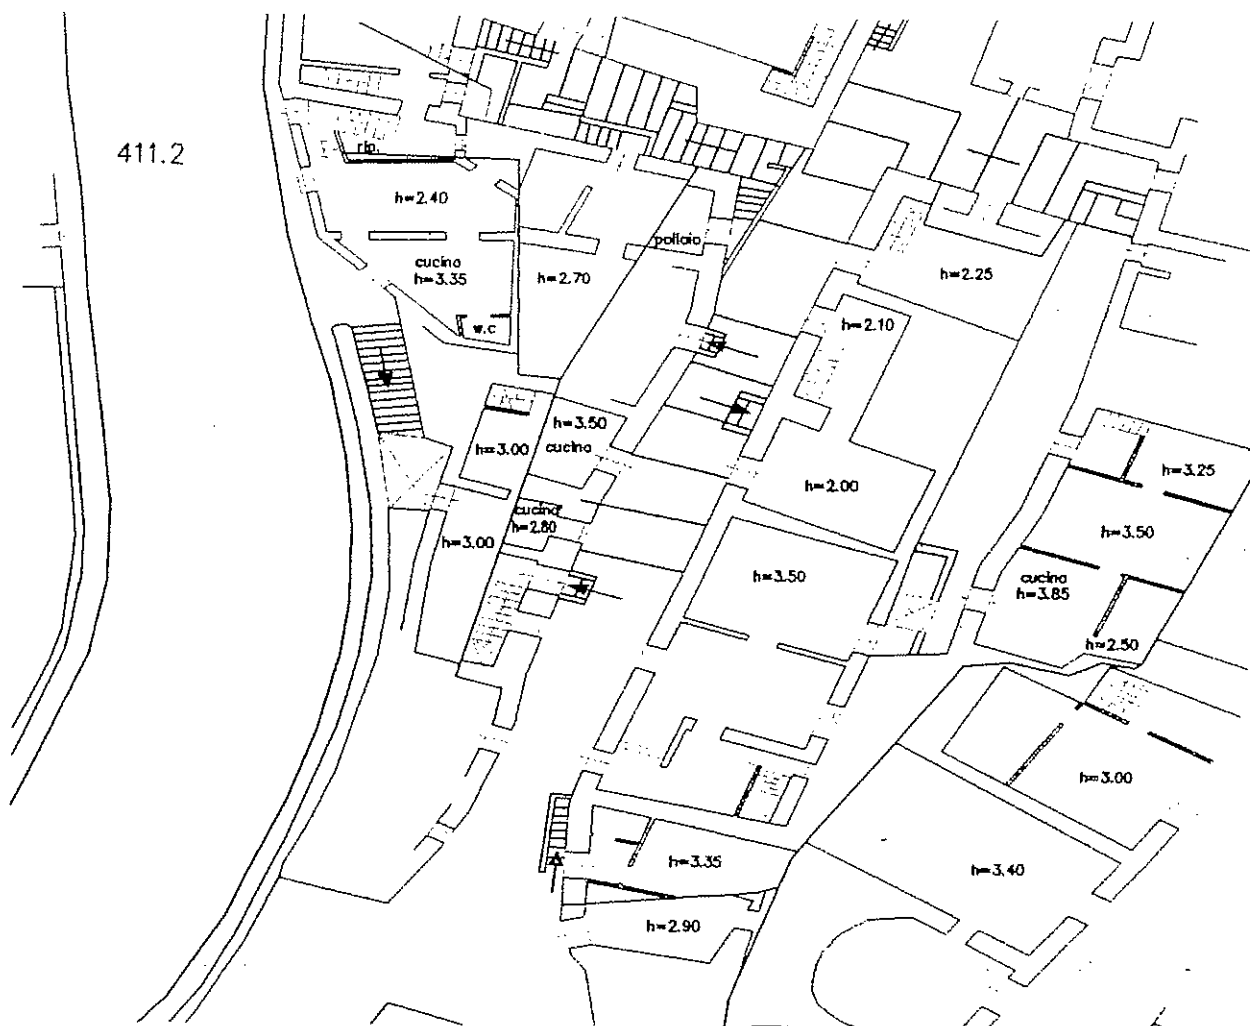 411.2
rip.
h=2.40
cucina
h=3.35
h=2.70
w.c
pollaio
h=2.25
h=2.10
h=3.50
cucina
h=3.00
h=2.00
h=3.25
h=3.50
cucina
h=2.80
h=3.00
h=3.50
cucina
h=3.85
h=2.50
h=3.00
h=3.35
h=3.40
h=2.90